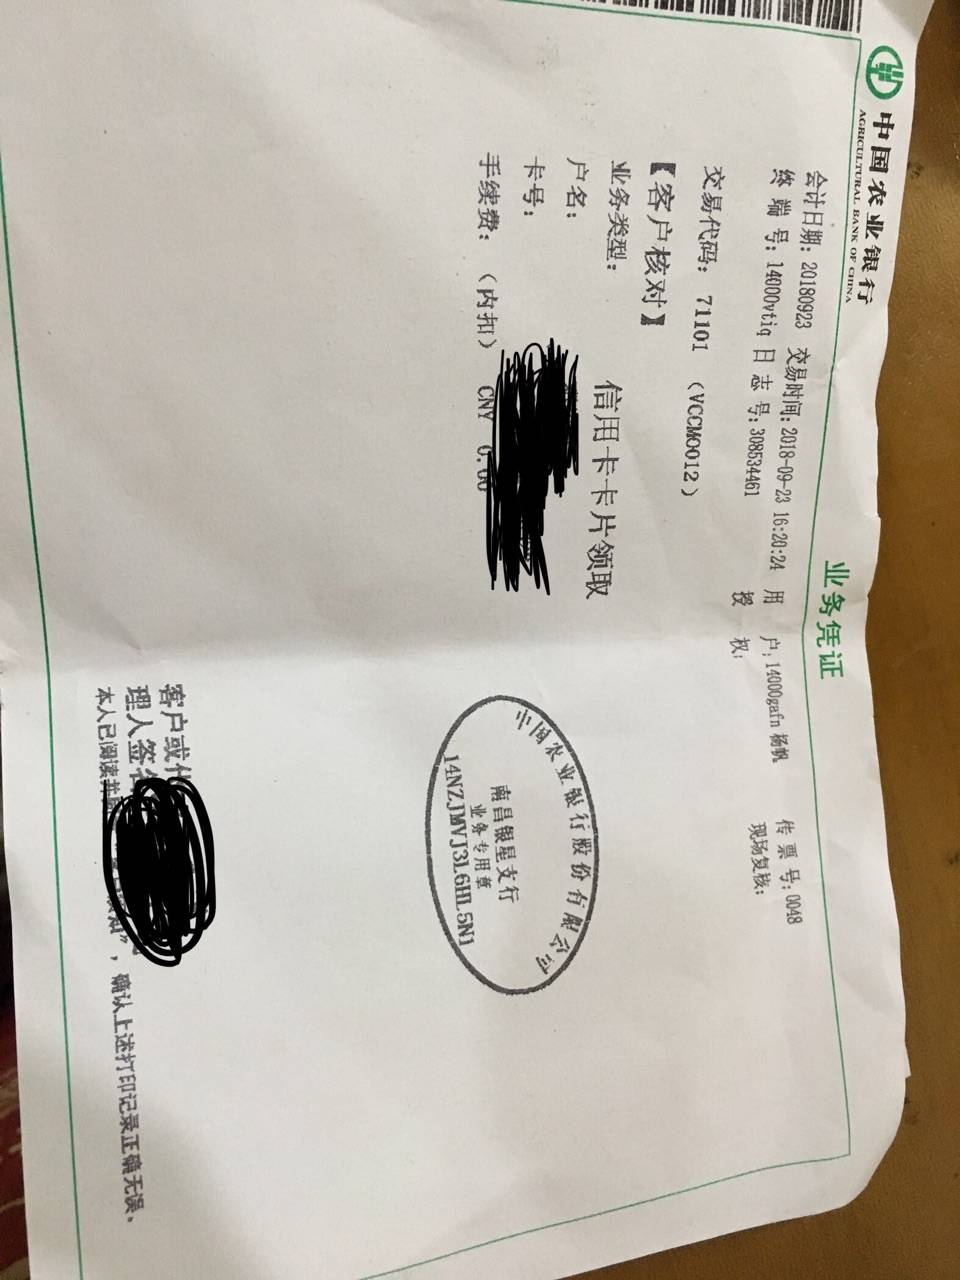 中国农业银行
AGRICULTURAL BANK OF CHINA
业务凭证
会计日期: 20180923 交易时间: 2018-09-23 16:20:24 用 户: 14000gafn 杨帆 传票号: 0048
终端号: 14000vtiq 日志号: 308534461 授 权: 现场复核:
交易代码: 71101 (VCCM0012)
【客户核对】
业务类型: 信用卡卡片领取
户名:
卡号:
手续费: (内扣) CNY 0.00
中国农业银行股份有限公司
南昌银星支行
业务专用章
14NZJMVJ3L6HL5N1
客户或
理人签名
本人已阅读 ”，确认上述打印记录正确无误。